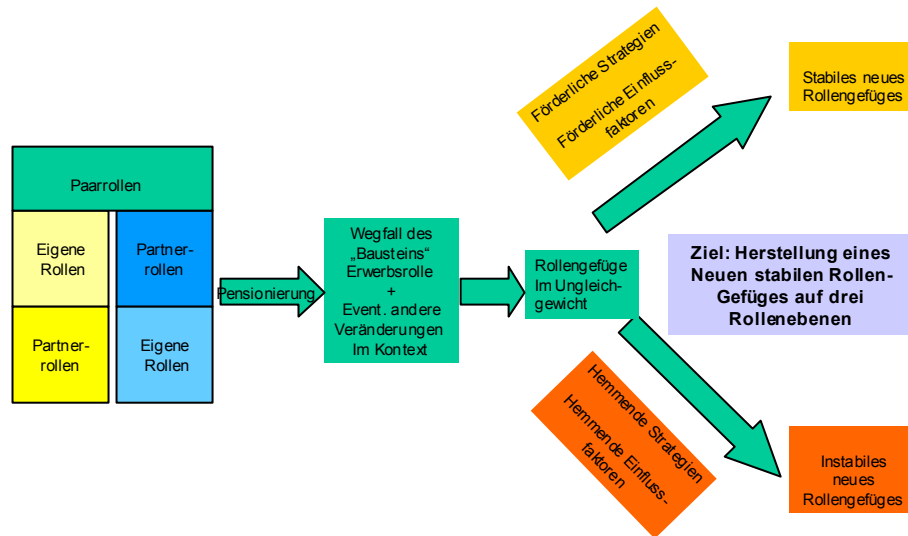 Paarrollen
Eigene
Rollen
Partner-
rollen
Partner-
rollen
Eigene
Rollen
Pensionierung
Wegfall des
„Bausteins“
Erwerbsrolle
+
Event. andere
Veränderungen
Im Kontext
Rollengefüge
Im Ungleich-
gewicht
Förderliche Strategien
Förderliche Einfluss-
faktoren
Stabiles neues
Rollengefüges
Ziel: Herstellung eines
Neuen stabilen Rollen-
Gefüges auf drei
Rollenebenen
Hemmende Strategien
Hemmende Einfluss-
faktoren
Instabiles
neues
Rollengefüges